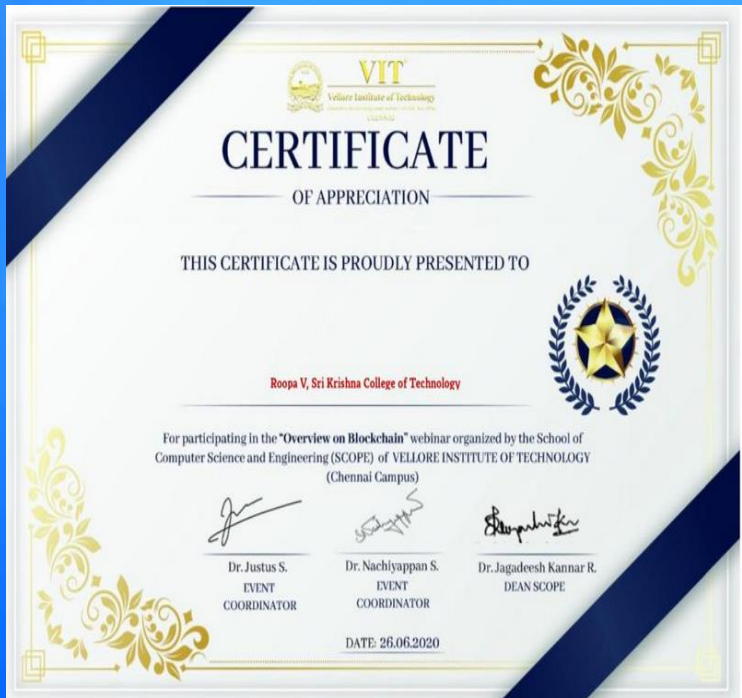 VIT
Vellore Institute of Technology
CHENNAI
CERTIFICATE
OF APPRECIATION
THIS CERTIFICATE IS PROUDLY PRESENTED TO
Roopa V, Sri Krishna College of Technology
For participating in the "Overview on Blockchain" webinar organized by the School of
Computer Science and Engineering (SCOPE) of VELLORE INSTITUTE OF TECHNOLOGY
(Chennai Campus)
Dr. Justus S.
EVENT
COORDINATOR
Dr. Nachiyappan S.
EVENT
COORDINATOR
Dr. Jagadeesh Kannar R.
DEAN SCOPE
DATE: 26.06.2020